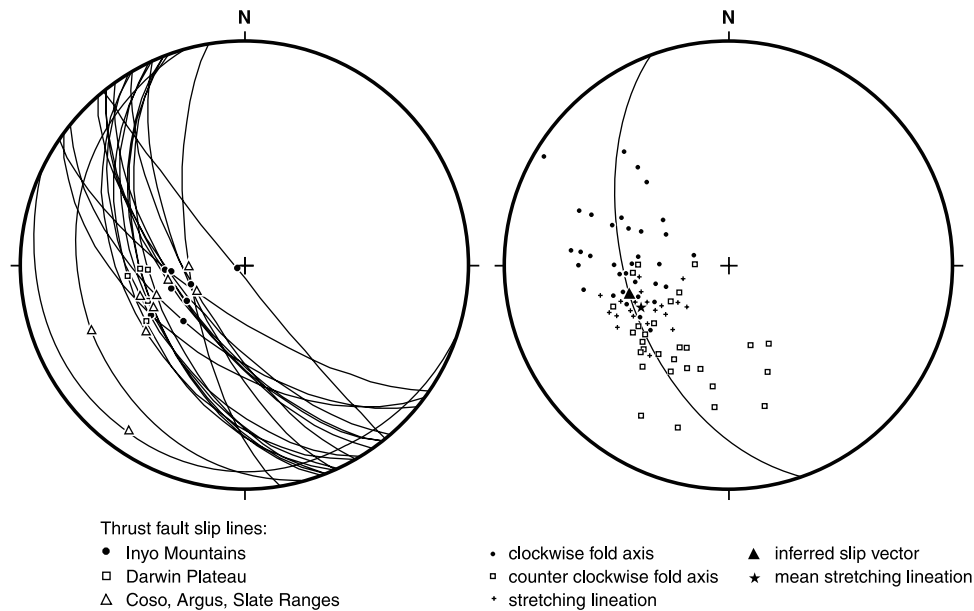 N
N
Thrust fault slip lines:
Inyo Mountains
Darwin Plateau
Coso, Argus, Slate Ranges
clockwise fold axis
counter clockwise fold axis
stretching lineation
inferred slip vector
mean stretching lineation